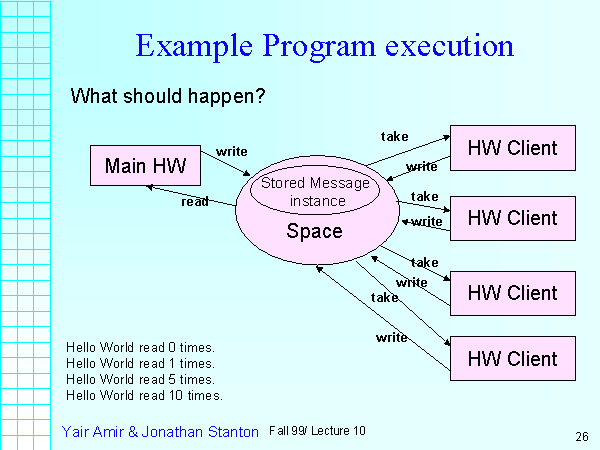 Example Program execution
What should happen?
Main HW
write
read
Stored Message
instance
Space
take
write
HW Client
take
write
HW Client
take
write
HW Client
take
write
HW Client
Hello World read 0 times.
Hello World read 1 times.
Hello World read 5 times.
Hello World read 10 times.
Yair Amir & Jonathan Stanton Fall 99/ Lecture 10
26